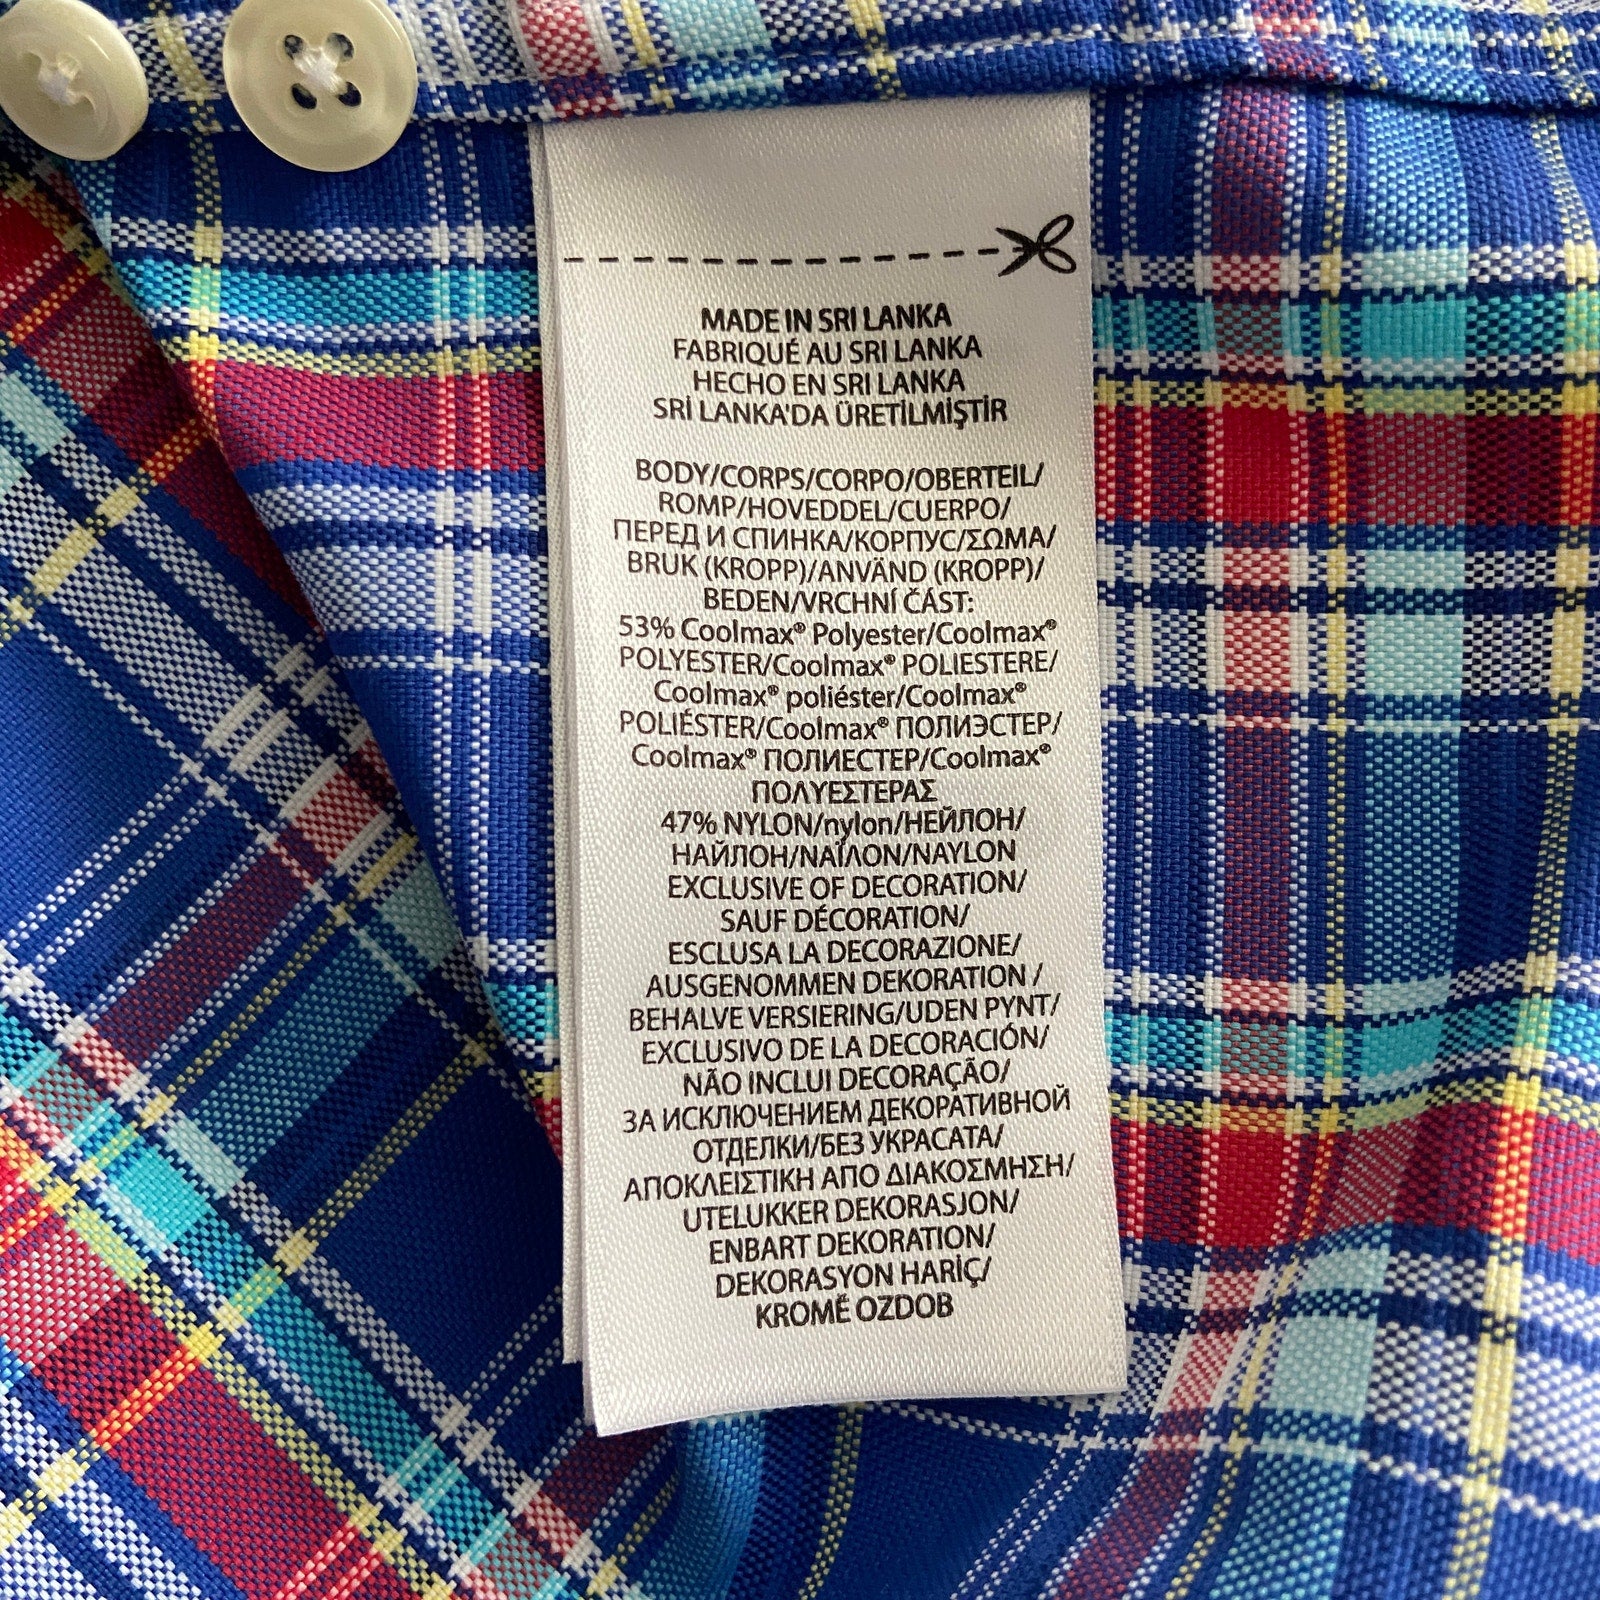 MADE IN SRI LANKA
FABRIQUÉ AU SRI LANKA
HECHO EN SRI LANKA
SRİ LANKA'DA ÜRETİLMİŞTİR
BODY/CORPS/CORPO/OBERTEIL/
ROMP/HOVEDDEL/CUERPO/
ПЕРЕД И СПИНКА/КОРПУС/ΣΩΜΑ/
BRUK (KROPP)/ANVÄND (KROPP)/
BEDEN/VRCHNÍ ČÁST:
53% Coolmax® Polyester/Coolmax®
POLYESTER/Coolmax® POLIESTERE/
Coolmax® poliéster/Coolmax®
POLIÉSTER/Coolmax® ПОЛИЭСТЕР/
Coolmax® ПОЛИЕСТЕР/Coolmax®
ΠΟΛΥΕΣΤΕΡΑΣ
47% NYLON/nylon/НЕЙЛОН/
НАЙЛОН/ΝΑΪΛΟΝ/NAYLON
EXCLUSIVE OF DECORATION/
SAUF DÉCORATION/
ESCLUSA LA DECORAZIONE/
AUSGENOMMEN DEKORATION /
BEHALVE VERSIERING/UDEN PYNT/
EXCLUSIVO DE LA DECORACIÓN/
NÃO INCLUI DECORAÇÃO/
ЗА ИСКЛЮЧЕНИЕМ ДЕКОРАТИВНОЙ
ОТДЕЛКИ/БЕЗ УКРАСАТА/
ΑΠΟΚΛΕΙΣΤΙΚΗ ΑΠΟ ΔΙΑΚΟΣΜΗΣΗ/
UTELUKKER DEKORASJON/
ENBART DEKORATION/
DEKORASYON HARİÇ/
KROMĚ OZDOB